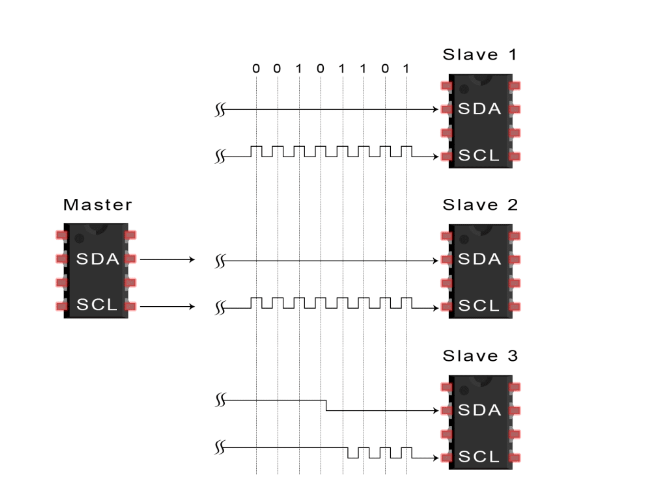 Slave 1
0 0 1 0 1 1 0 1
SDA
SCL
Master
SDA
SCL
Slave 2
SDA
SCL
Slave 3
SDA
SCL